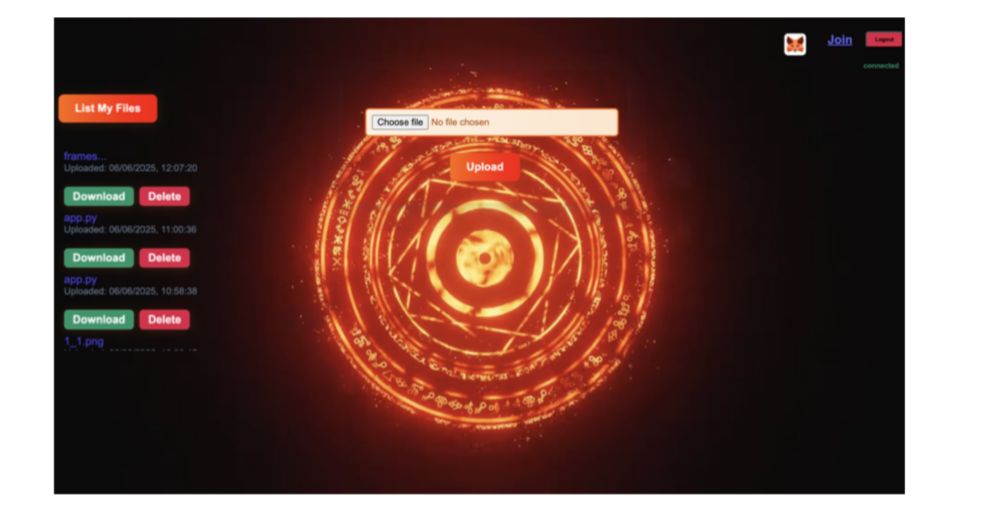 Join
Logout
connected
List My Files
Choose file No file chosen
Upload
frames...
Uploaded: 06/06/2025, 12:07:20
Download Delete
app.py
Uploaded: 06/06/2025, 11:00:36
Download Delete
app.py
Uploaded: 06/06/2025, 10:58:38
Download Delete
1_1.png